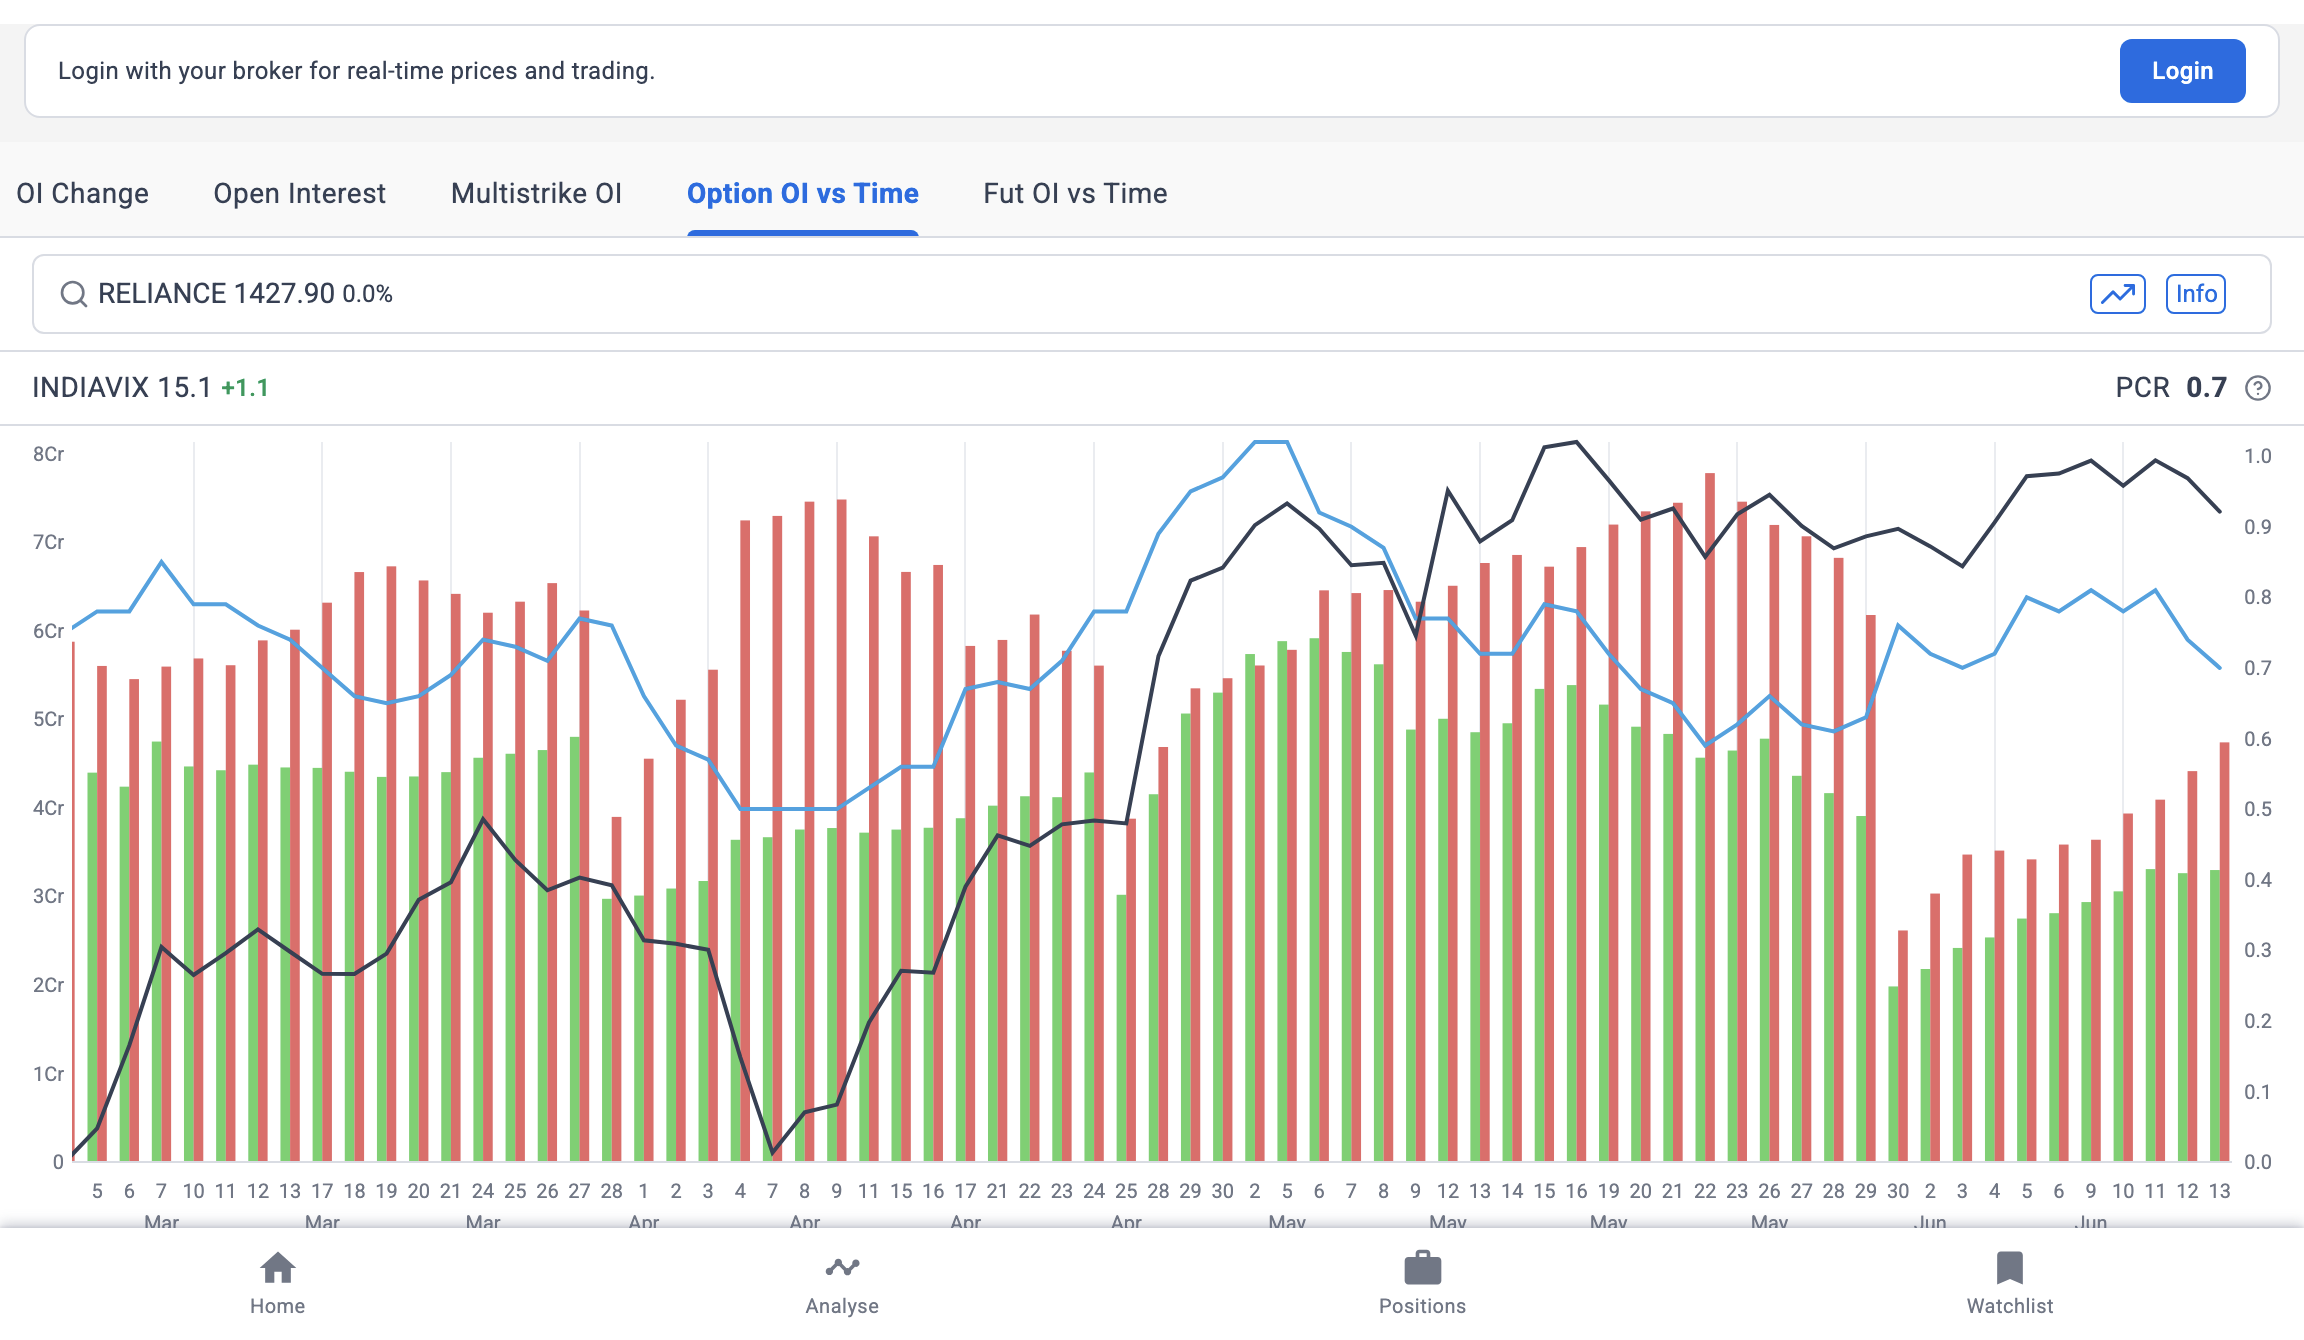 Login with your broker for real-time prices and trading.
Login
OI Change Open Interest Multistrike OI Option OI vs Time Fut OI vs Time
RELIANCE 1427.90 0.0%
Info
INDIAVIX 15.1 +1.1
PCR 0.7 ?
8Cr
7Cr
6Cr
5Cr
4Cr
3Cr
2Cr
1Cr
0
1.0
0.9
0.8
0.7
0.6
0.5
0.4
0.3
0.2
0.1
0.0
5 6 7 10 11 12 13 17 18 19 20 21 24 25 26 27 28 1 2 3 4 7 8 9 11 15 16 17 21 22 23 24 25 28 29 30 2 5 6 7 8 9 12 13 14 15 16 19 20 21 22 23 26 27 28 29 30 2 3 4 5 6 9 10 11 12 13
Mar Mar Mar Apr Apr Apr Apr May May May May Jun Jun
Home Analyse Positions Watchlist